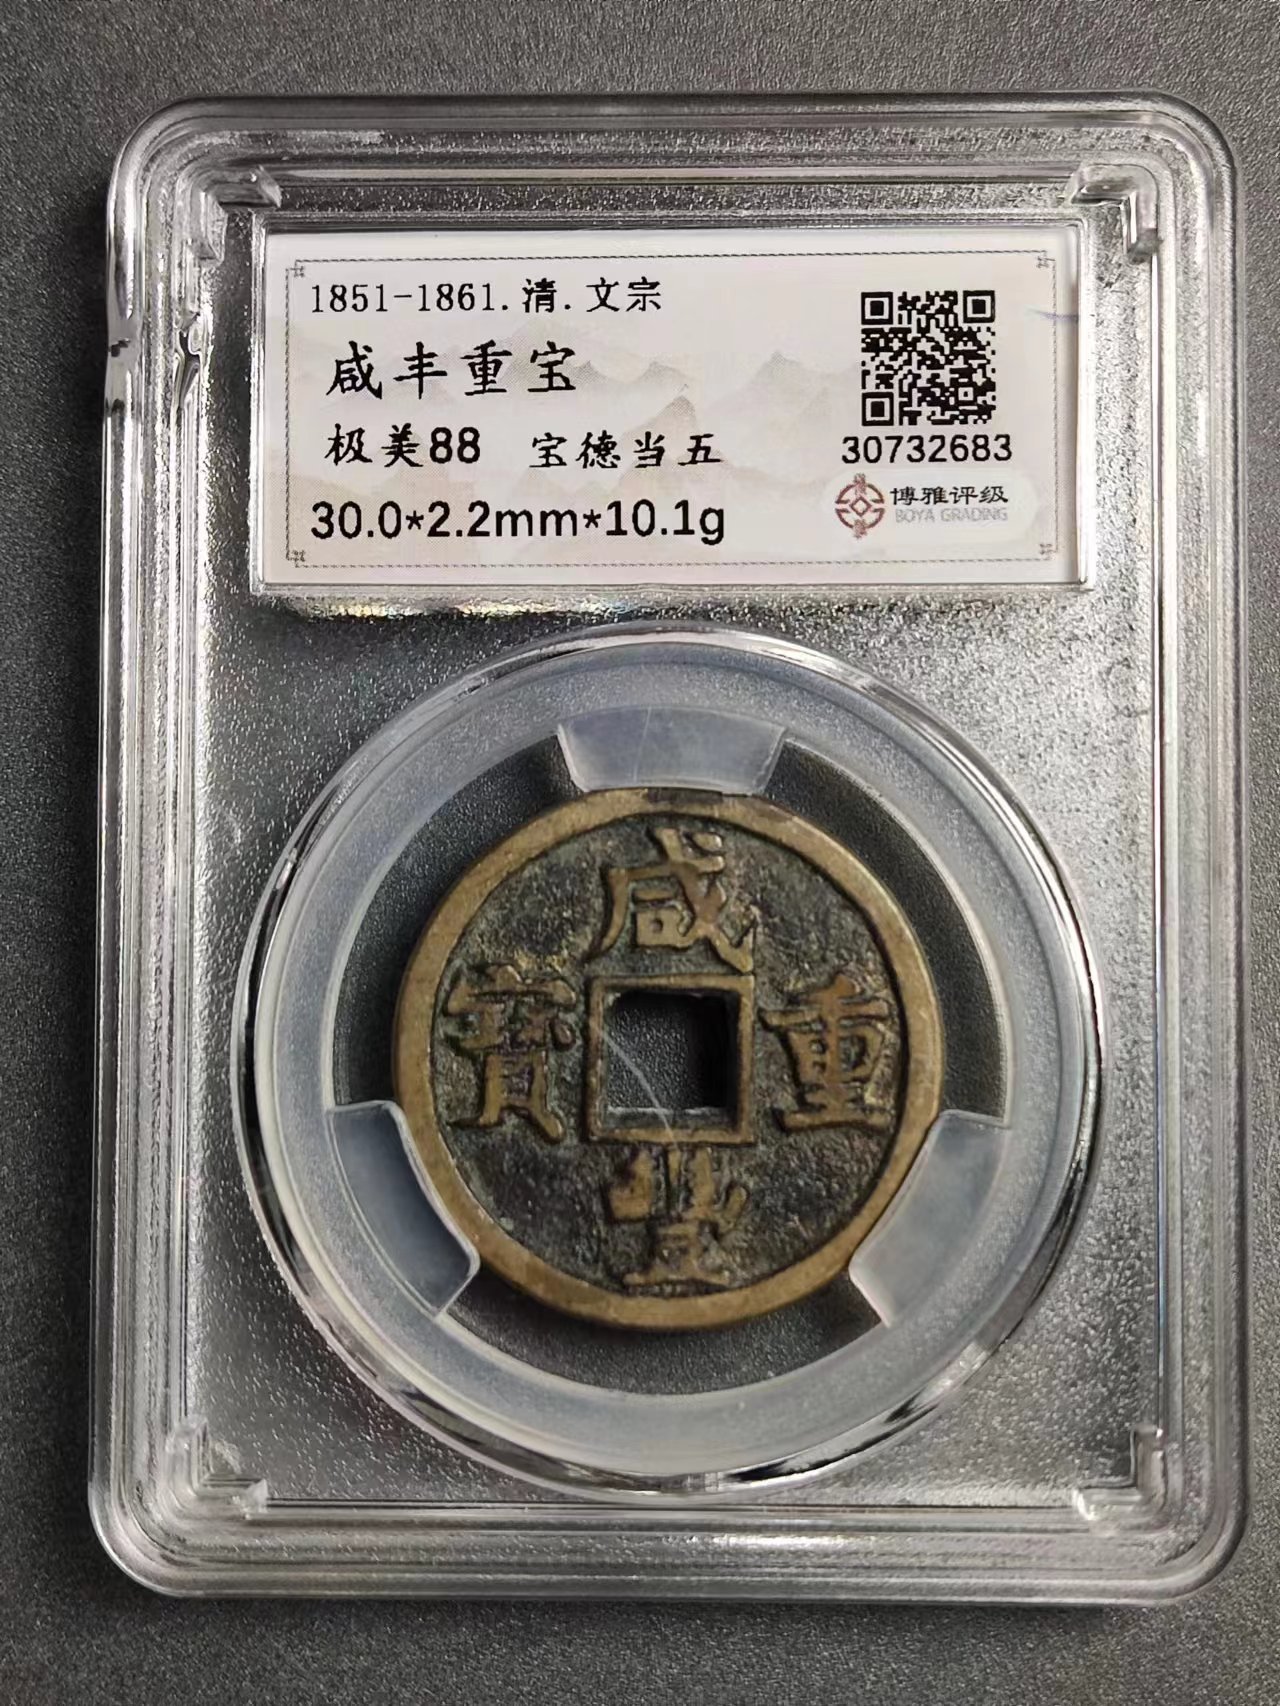 1851-1861.清.文宗
咸丰重宝
极美88 宝德当五
30.0*2.2mm*10.1g
30732683
博雅评级
BOYA GRADING
咸
寶 重
豐